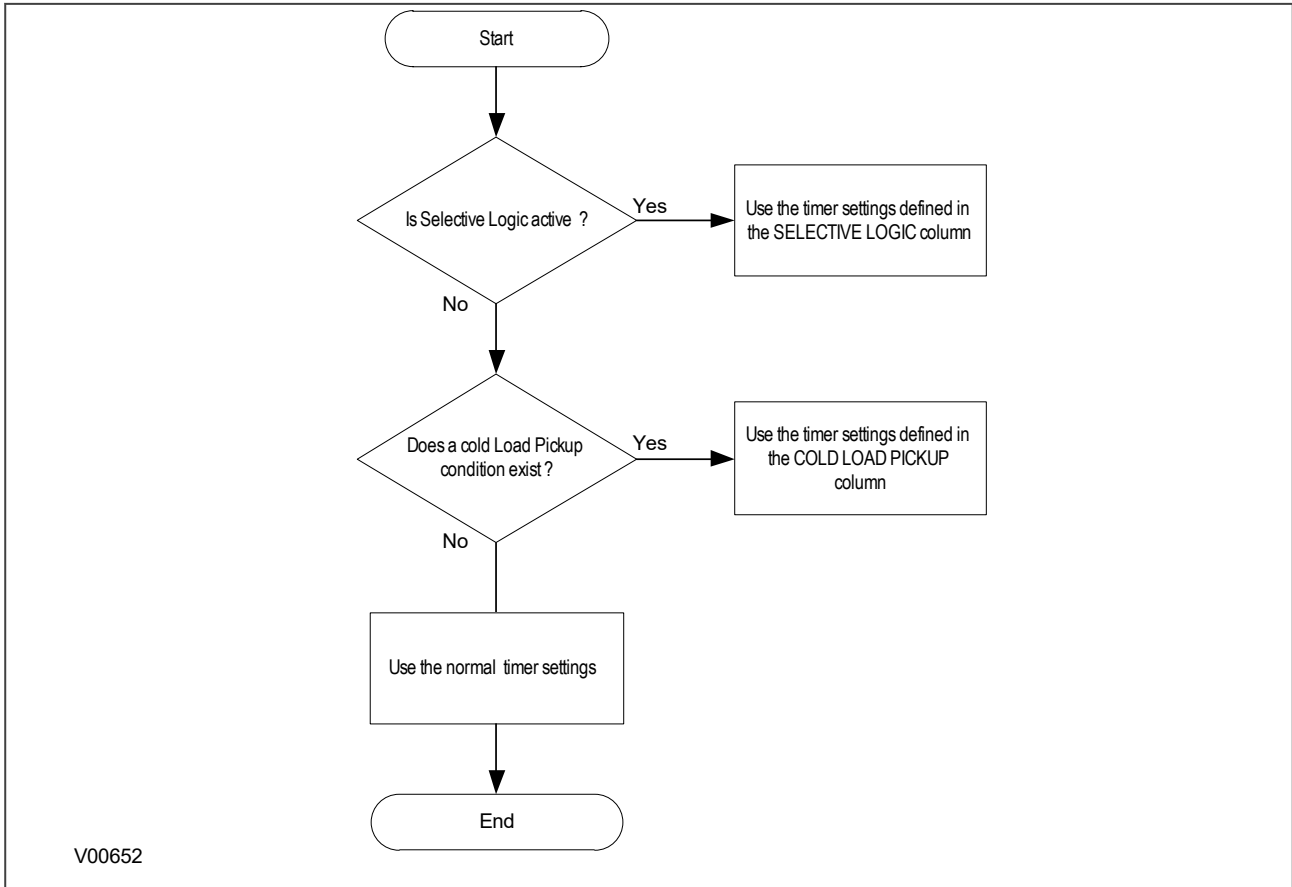 Start
Is Selective Logic active ?
Yes
Use the timer settings defined in
the SELECTIVE LOGIC column
No
Does a cold Load Pickup
condition exist ?
Yes
Use the timer settings defined in
the COLD LOAD PICKUP
column
No
Use the normal timer settings
End
V00652